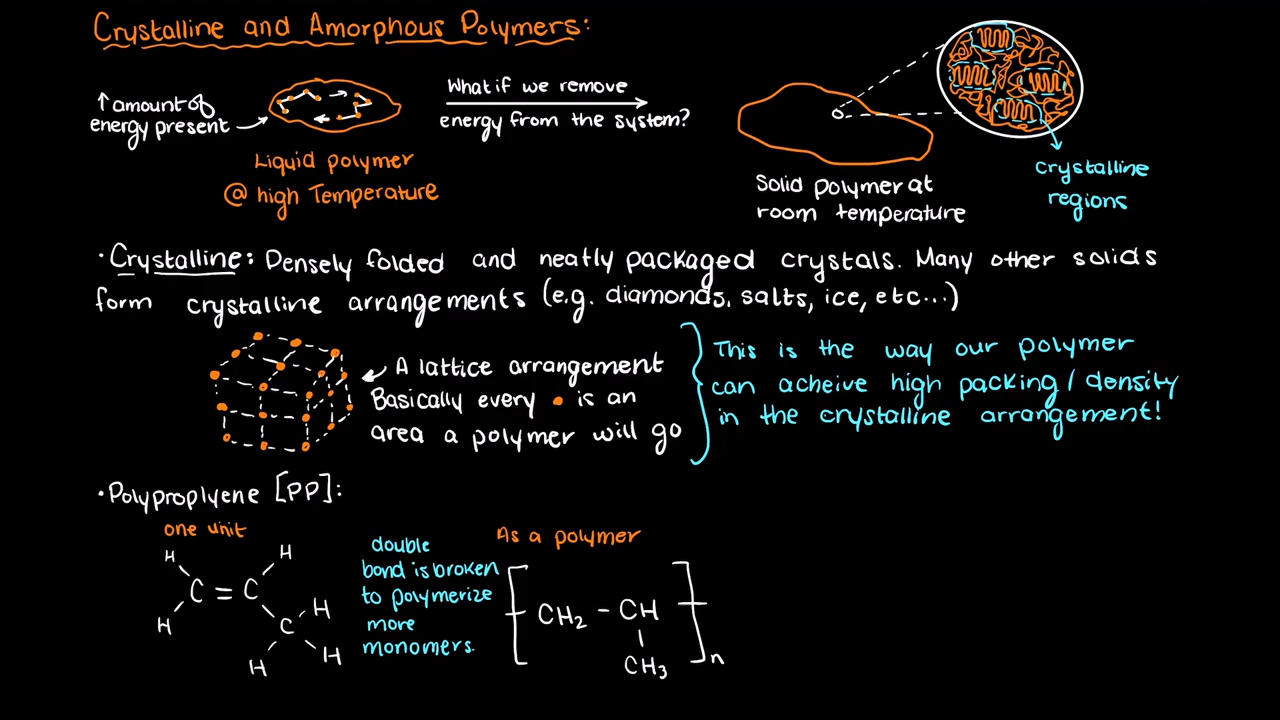 Crystalline and Amorphous Polymers:
↑ amount of
energy present
Liquid polymer
@ high Temperature
What if we remove
energy from the system?
Solid polymer at
room temperature
crystalline
regions
• Crystalline: Densely folded and neatly packaged crystals. Many other solids
form crystalline arrangements (e.g. diamonds, salts, ice, etc...)
A lattice arrangement
Basically every • is an
area a polymer will go
This is the way our polymer
can acheive high packing/density
in the crystalline arrangement!
• Polyproplyene [PP]:
one unit
H H
C = C
H C H
H H
double
bond is broken
to polymerize
more
monomers.
As a polymer
[CH2 - CH]n
CH3